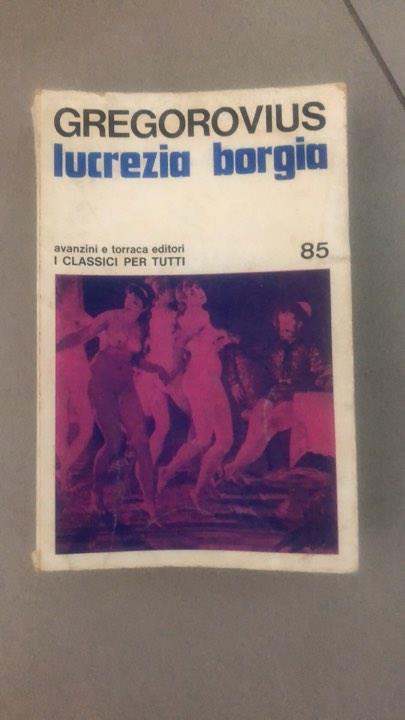 GREGOROVIUS
lucrezia borgia
avanzini e torraca editori
I CLASSICI PER TUTTI
85